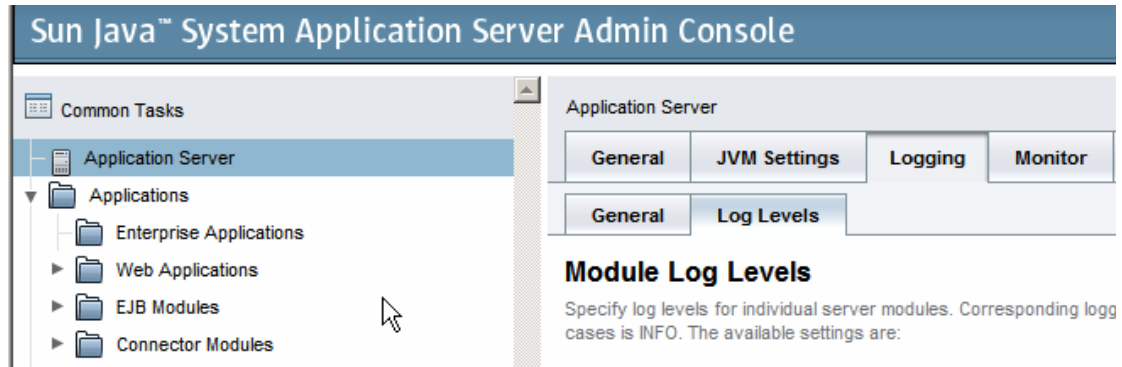 Sun Java™ System Application Server Admin Console
Common Tasks
Application Server
Applications
Enterprise Applications
Web Applications
EJB Modules
Connector Modules
Application Server
General
JVM Settings
Logging
Monitor
General
Log Levels
Module Log Levels
Specify log levels for individual server modules. Corresponding logg
cases is INFO. The available settings are: